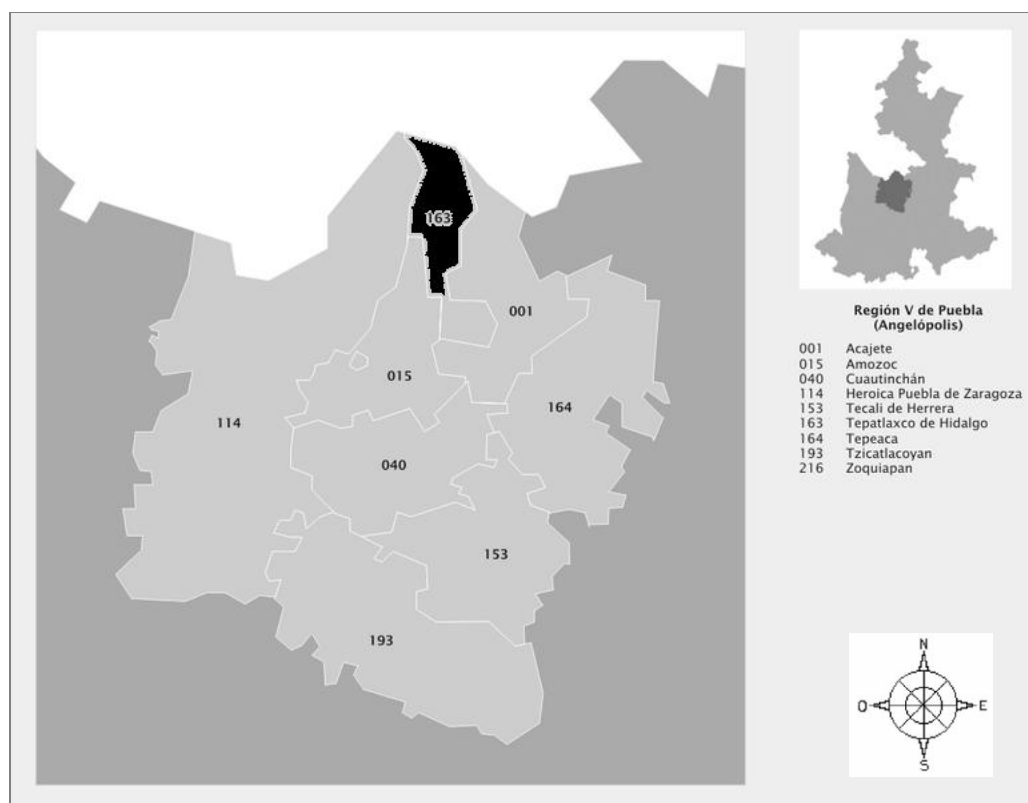 163
001
015
164
114
040
153
193
Región V de Puebla
(Angelópolis)
001 Acajete
015 Amozoc
040 Cuautinchán
114 Heroica Puebla de Zaragoza
153 Tecali de Herrera
163 Tepatlaxco de Hidalgo
164 Tepeaca
193 Tzicatlacoyan
216 Zoquiapan
N
O E
S